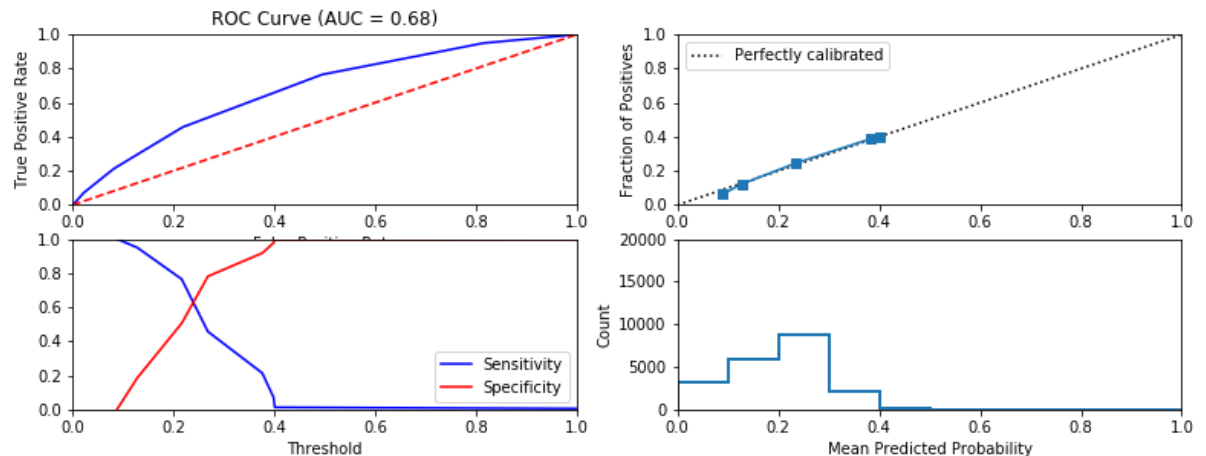 ROC Curve (AUC = 0.68)
True Positive Rate
1.0
0.8
0.6
0.4
0.2
0.0
0.0 0.2 0.4 0.6 0.8 1.0
Fraction of Positives
1.0
0.8
0.6
0.4
0.2
0.0
Perfectly calibrated
0.0 0.2 0.4 0.6 0.8 1.0
1.0
0.8
0.6
0.4
0.2
0.0
Sensitivity
Specificity
0.0 0.2 0.4 0.6 0.8 1.0
Threshold
Count
20000
15000
10000
5000
0
0.0 0.2 0.4 0.6 0.8 1.0
Mean Predicted Probability